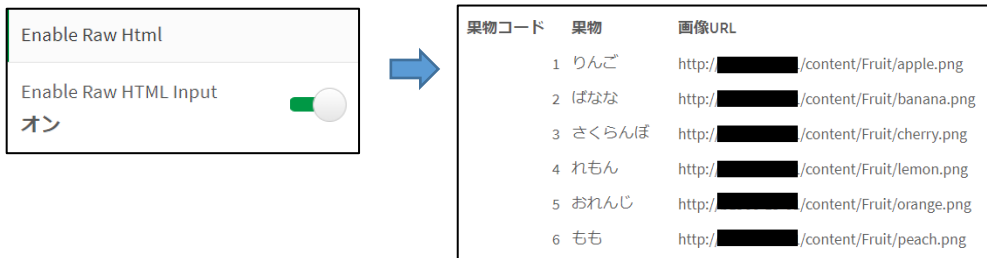 Enable Raw Html
Enable Raw HTML Input
オン
果物コード 果物 画像URL
1 りんご http:/ /content/Fruit/apple.png
2 ばなな http:/ /content/Fruit/banana.png
3 さくらんぼ http:/ /content/Fruit/cherry.png
4 れもん http:/ /content/Fruit/lemon.png
5 おれんじ http:/ /content/Fruit/orange.png
6 もも http:/ /content/Fruit/peach.png